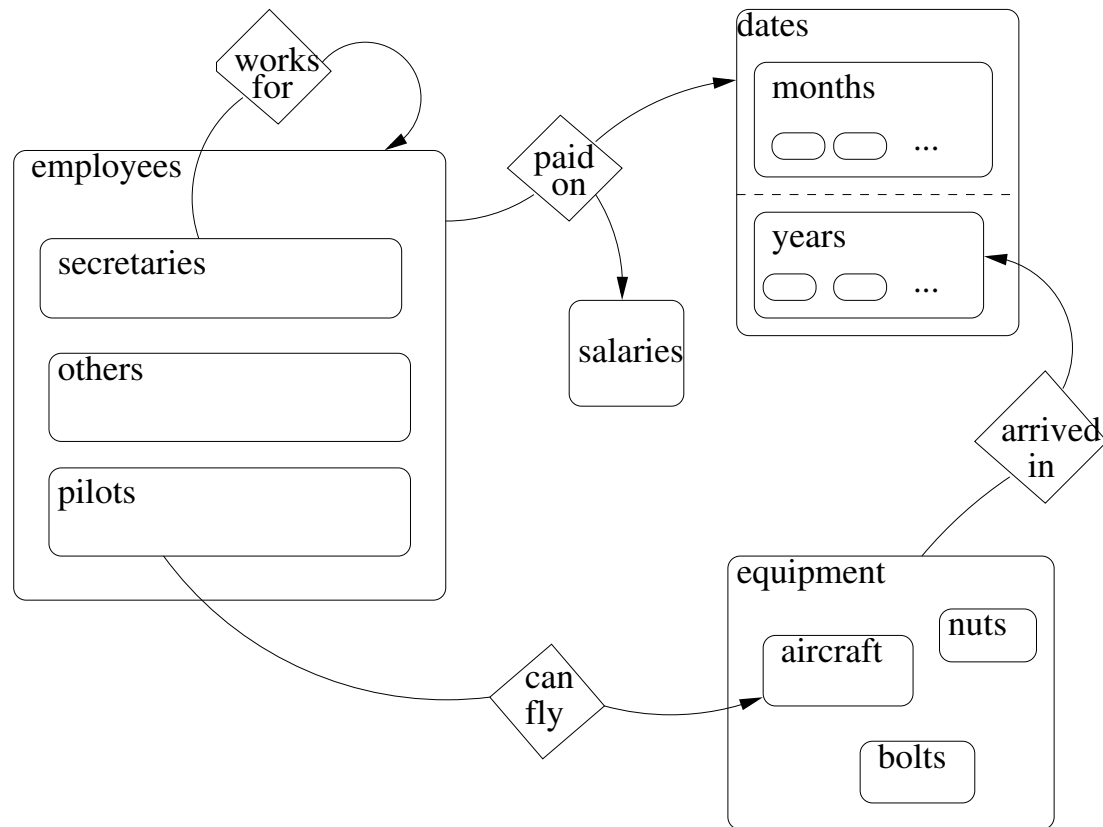 works
for
dates
months
...
employees
paid
on
years
...
secretaries
salaries
others
arrived
in
pilots
equipment
nuts
aircraft
can
fly
bolts